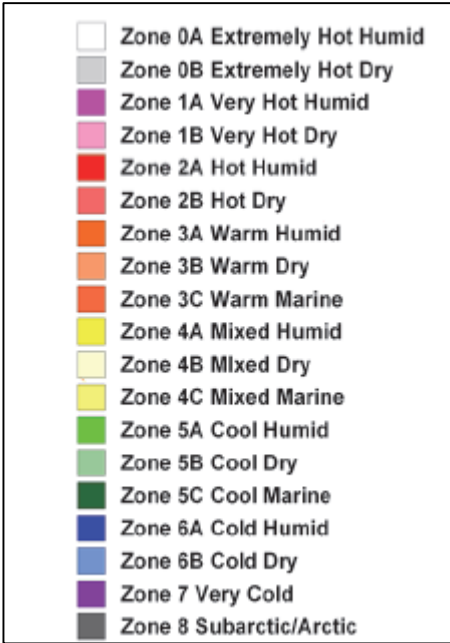 Zone 0A Extremely Hot Humid
Zone 0B Extremely Hot Dry
Zone 1A Very Hot Humid
Zone 1B Very Hot Dry
Zone 2A Hot Humid
Zone 2B Hot Dry
Zone 3A Warm Humid
Zone 3B Warm Dry
Zone 3C Warm Marine
Zone 4A Mixed Humid
Zone 4B MIxed Dry
Zone 4C Mixed Marine
Zone 5A Cool Humid
Zone 5B Cool Dry
Zone 5C Cool Marine
Zone 6A Cold Humid
Zone 6B Cold Dry
Zone 7 Very Cold
Zone 8 Subarctic/Arctic